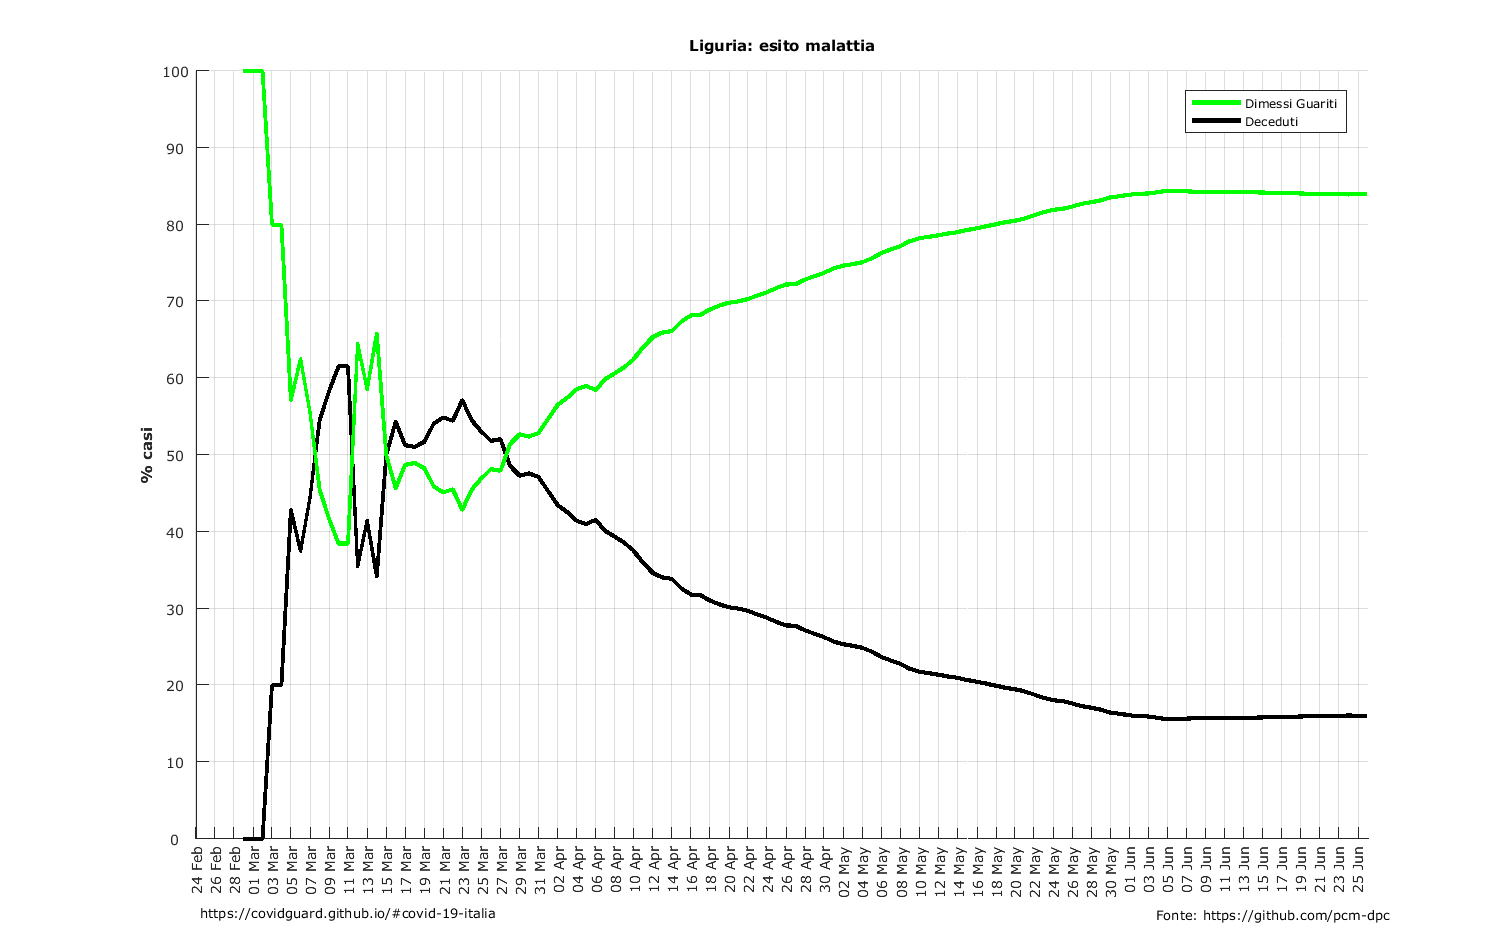 Liguria: esito malattia
Dimessi Guariti
Deceduti
% casi
100
90
80
70
60
50
40
30
20
10
0
24 Feb
26 Feb
28 Feb
01 Mar
03 Mar
05 Mar
07 Mar
09 Mar
11 Mar
13 Mar
15 Mar
17 Mar
19 Mar
21 Mar
23 Mar
25 Mar
27 Mar
29 Mar
31 Mar
02 Apr
04 Apr
06 Apr
08 Apr
10 Apr
12 Apr
14 Apr
16 Apr
18 Apr
20 Apr
22 Apr
24 Apr
26 Apr
28 Apr
30 Apr
02 May
04 May
06 May
08 May
10 May
12 May
14 May
16 May
18 May
20 May
22 May
24 May
26 May
28 May
30 May
01 Jun
03 Jun
05 Jun
07 Jun
09 Jun
11 Jun
13 Jun
15 Jun
17 Jun
19 Jun
21 Jun
23 Jun
25 Jun
https://covidguard.github.io/#covid-19-italia
Fonte: https://github.com/pcm-dpc